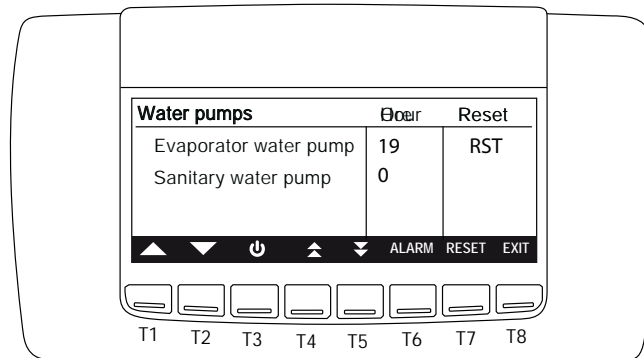 Water pumps Reset
Evaporator water pump 19 RST
Sanitary water pump 0
ALARM RESET EXIT
T1 T2 T3 T4 T5 T6 T7 T8